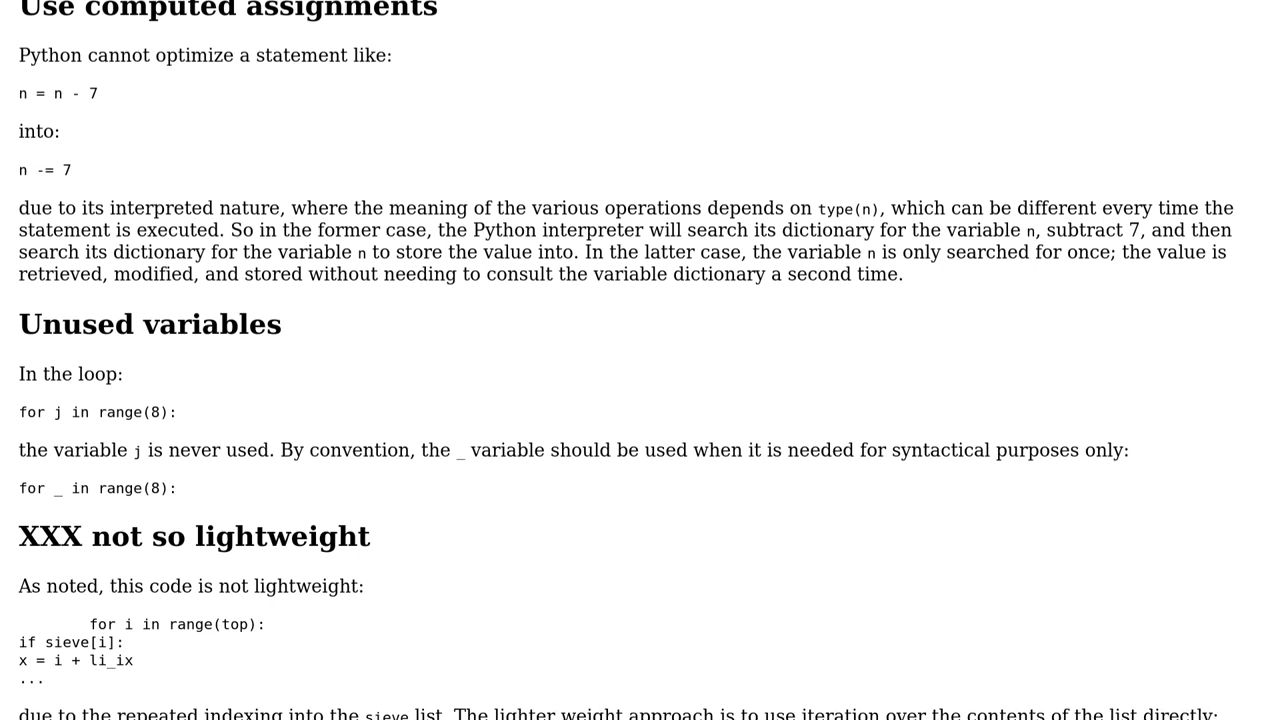 Use computed assignments
Python cannot optimize a statement like:
n = n - 7
into:
n -= 7
due to its interpreted nature, where the meaning of the various operations depends on type(n), which can be different every time the
statement is executed. So in the former case, the Python interpreter will search its dictionary for the variable n, subtract 7, and then
search its dictionary for the variable n to store the value into. In the latter case, the variable n is only searched for once; the value is
retrieved, modified, and stored without needing to consult the variable dictionary a second time.
Unused variables
In the loop:
for j in range(8):
the variable j is never used. By convention, the _ variable should be used when it is needed for syntactical purposes only:
for _ in range(8):
XXX not so lightweight
As noted, this code is not lightweight:
for i in range(top):
if sieve[i]:
x = i + li_ix
...
due to the repeated indexing into the sieve list. The lighter weight approach is to use iteration over the contents of the list directly: